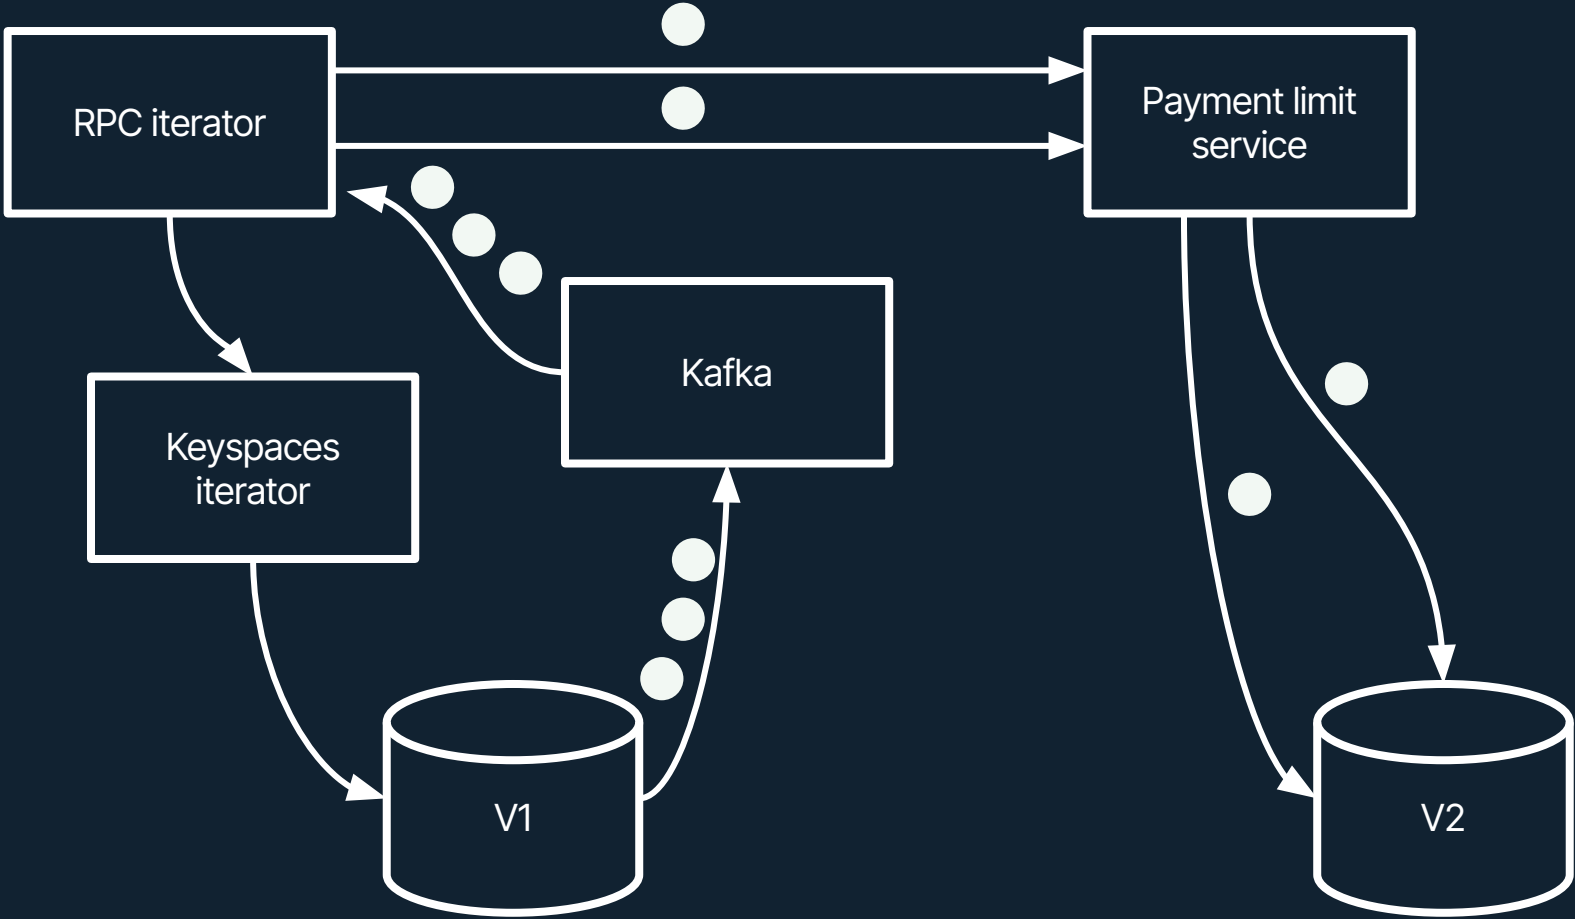 RPC iterator
Payment limit
service
Kafka
Keyspaces
iterator
V1
V2